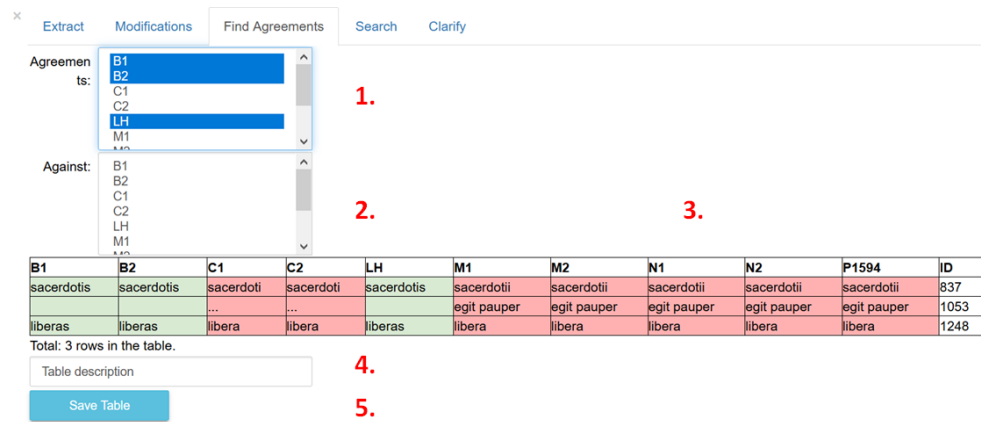 × Extract Modifications Find Agreements Search Clarify
Agreemen
ts:
B1
B2
C1
C2
LH
M1
M2
1.
Against:
B1
B2
C1
C2
LH
M1
M2
2.
3.
B1 B2 C1 C2 LH M1 M2 N1 N2 P1594 ID
sacerdotis sacerdotis sacerdoti sacerdoti sacerdotis sacerdotii sacerdotii sacerdotii sacerdotii sacerdotii 837
... ... egit pauper egit pauper egit pauper egit pauper egit pauper 1053
liberas liberas libera libera liberas libera libera libera libera libera 1248
Total: 3 rows in the table.
Table description
4.
Save Table
5.